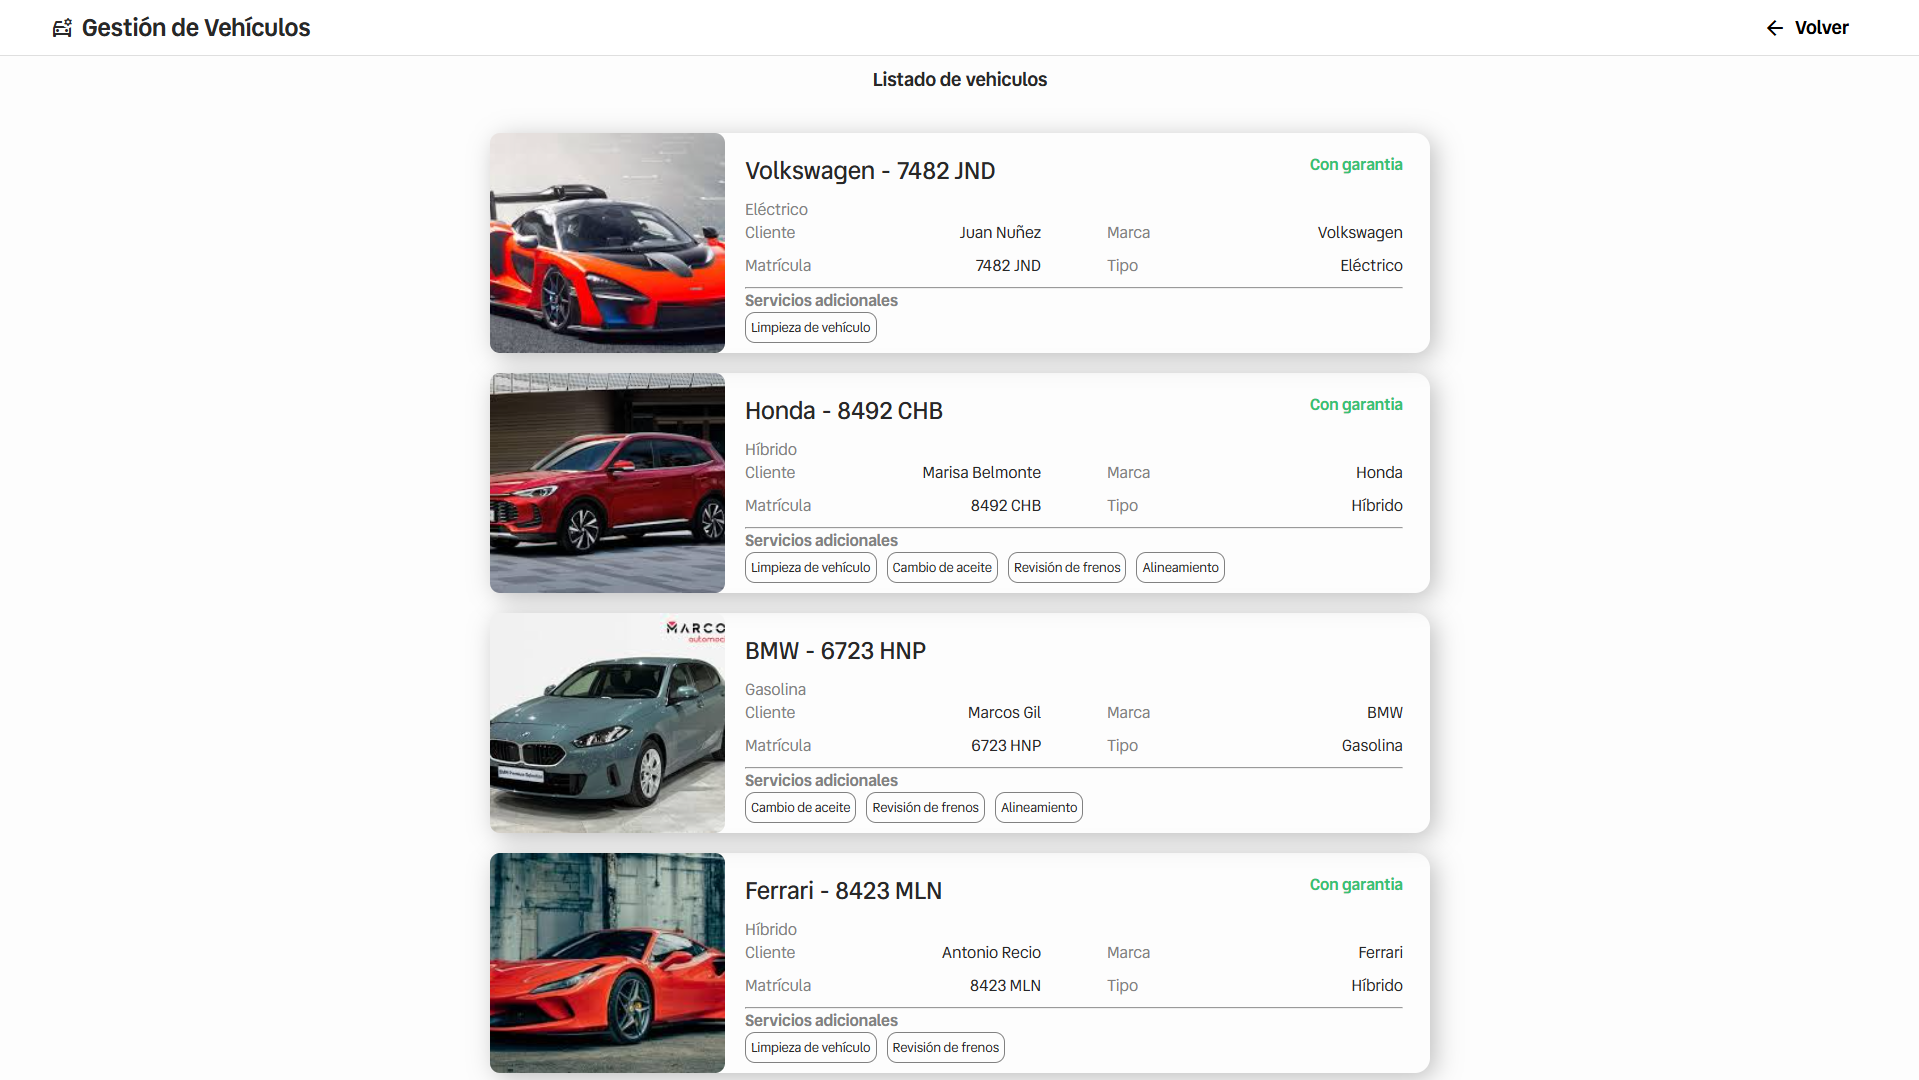 Gestión de Vehículos
Volver
Listado de vehiculos
Volkswagen - 7482 JND
Con garantia
Eléctrico
Cliente Juan Nuñez Marca Volkswagen
Matrícula 7482 JND Tipo Eléctrico
Servicios adicionales
Limpieza de vehículo
Honda - 8492 CHB
Con garantia
Híbrido
Cliente Marisa Belmonte Marca Honda
Matrícula 8492 CHB Tipo Híbrido
Servicios adicionales
Limpieza de vehículo Cambio de aceite Revisión de frenos Alineamiento
MARCO
automoc
BMW - 6723 HNP
Gasolina
Cliente Marcos Gil Marca BMW
Matrícula 6723 HNP Tipo Gasolina
Servicios adicionales
Cambio de aceite Revisión de frenos Alineamiento
Ferrari - 8423 MLN
Con garantia
Híbrido
Cliente Antonio Recio Marca Ferrari
Matrícula 8423 MLN Tipo Híbrido
Servicios adicionales
Limpieza de vehículo Revisión de frenos